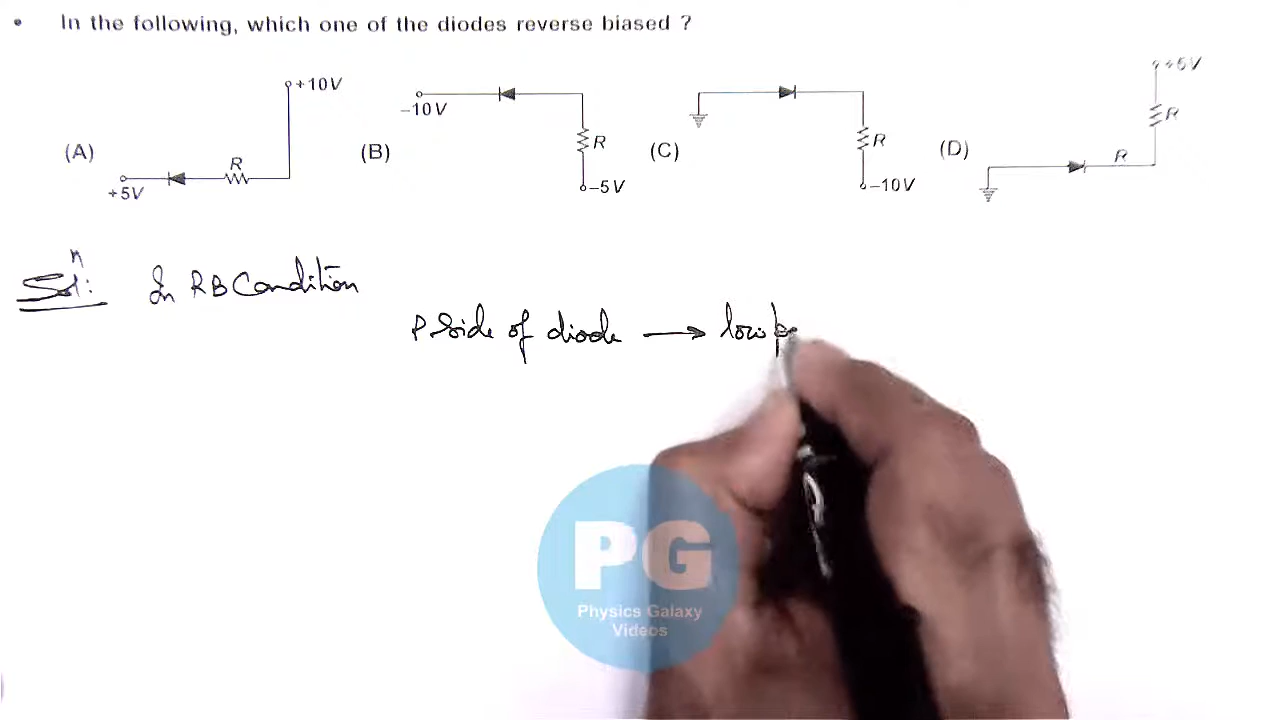 • In the following, which one of the diodes reverse biased ?
(A) +10V R +5V
(B) -10V R -5V
(C) R -10V
(D) +5V R R
Soln: In RB Condition
P Side of diode → low
PG
Physics Galaxy
Videos